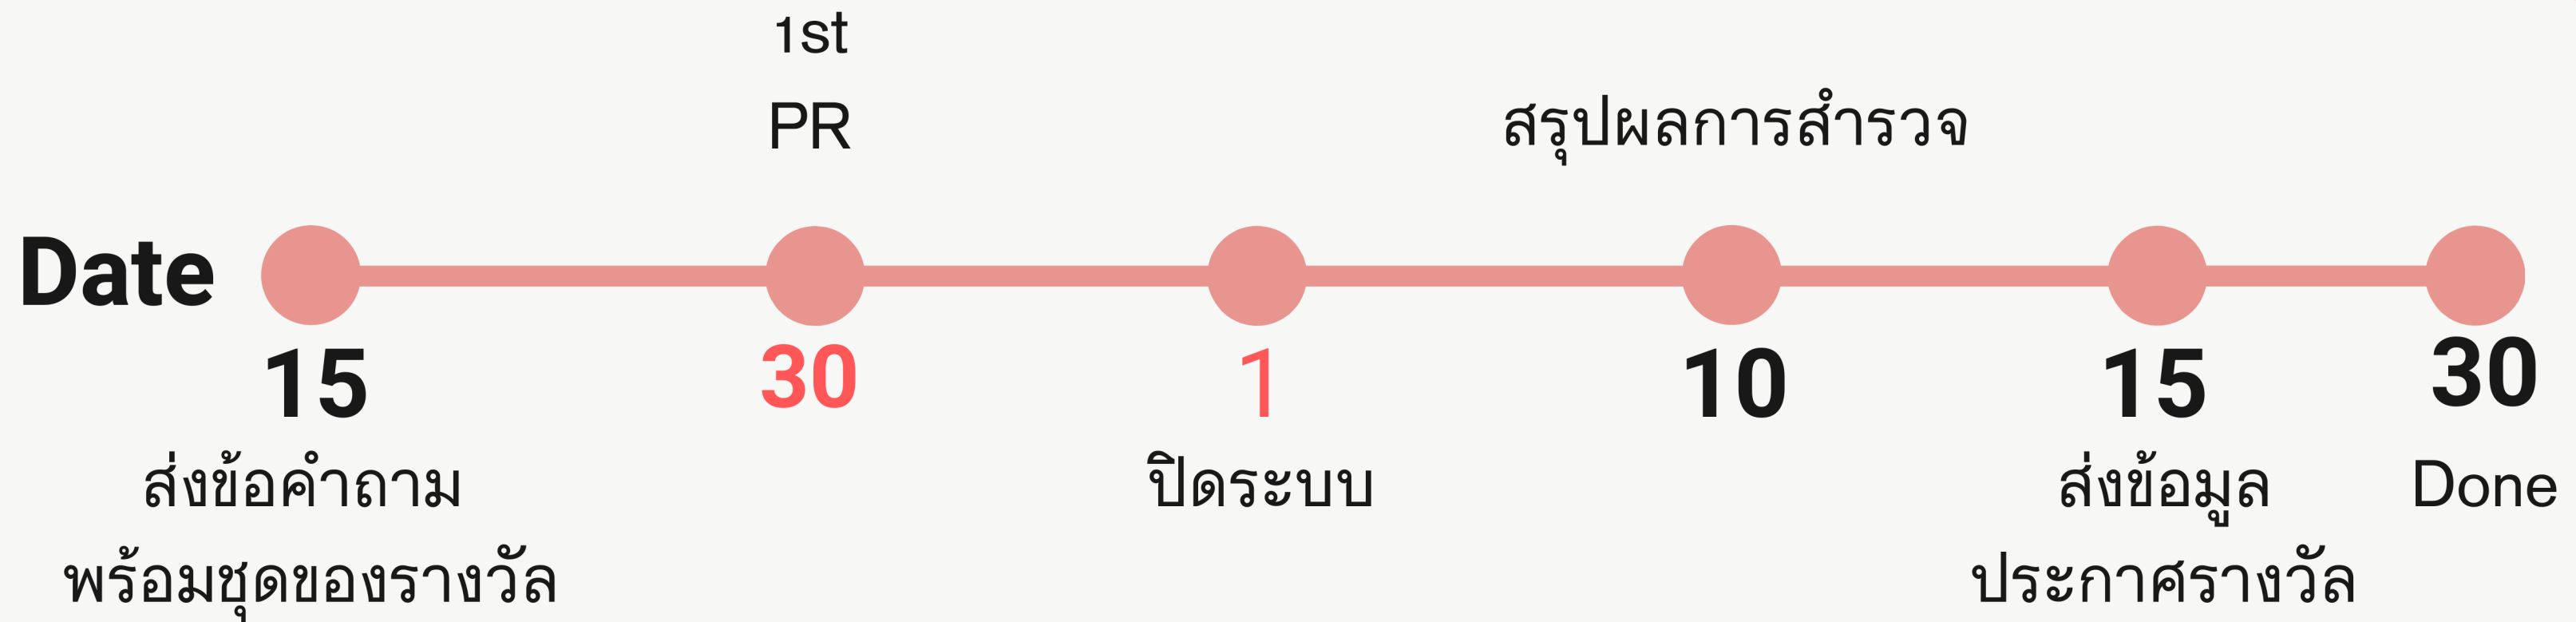 1st
PR
สรุปผลการสำรวจ
Date
15
30
1
10
15
30
ส่งข้อคำถาม
พร้อมชุดของรางวัล
ปิดระบบ
ส่งข้อมูล
ประกาศรางวัล
Done